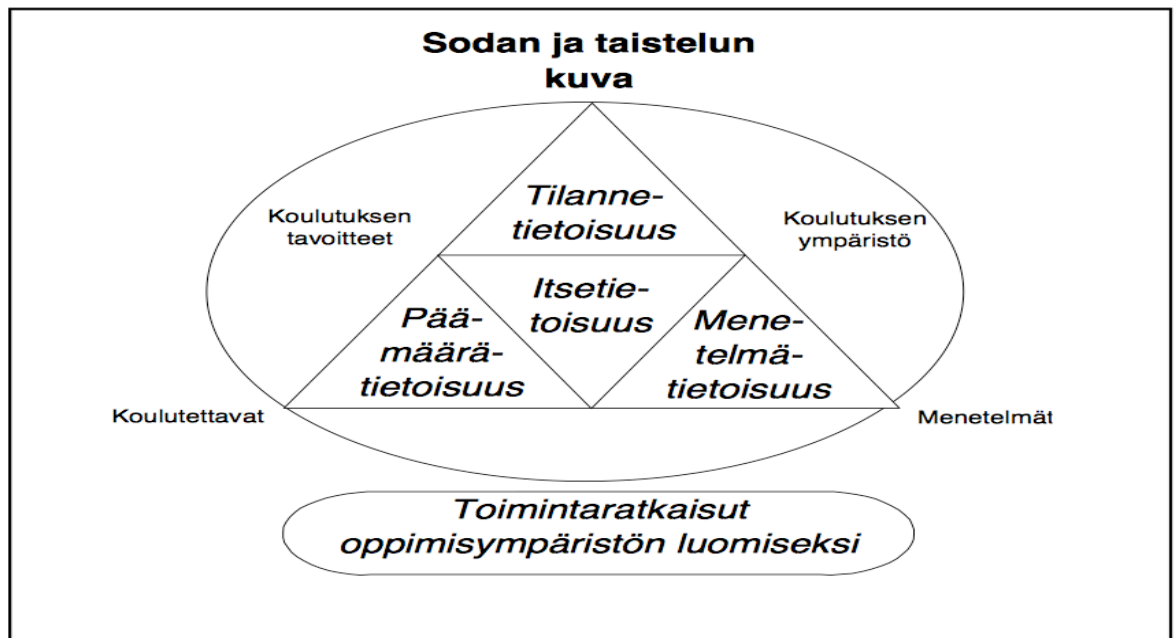 Sodan ja taistelun
kuva
Koulutuksen
tavoitteet
Tilanne-
tietoisuus
Koulutuksen
ympäristö
Itsetie-
toisuus
Pää-
määrä-
tietoisuus
Mene-
telmä-
tietoisuus
Koulutettavat
Menetelmät
Toimintaratkaisut
oppimisympäristön luomiseksi